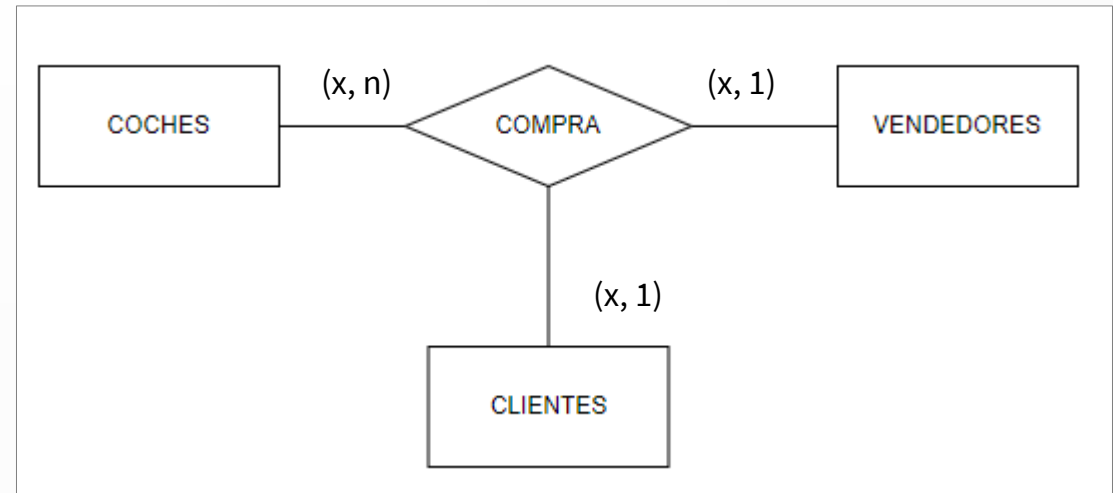 (x, n)
(x, 1)
COCHES
COMPRA
VENDEDORES
(x, 1)
CLIENTES